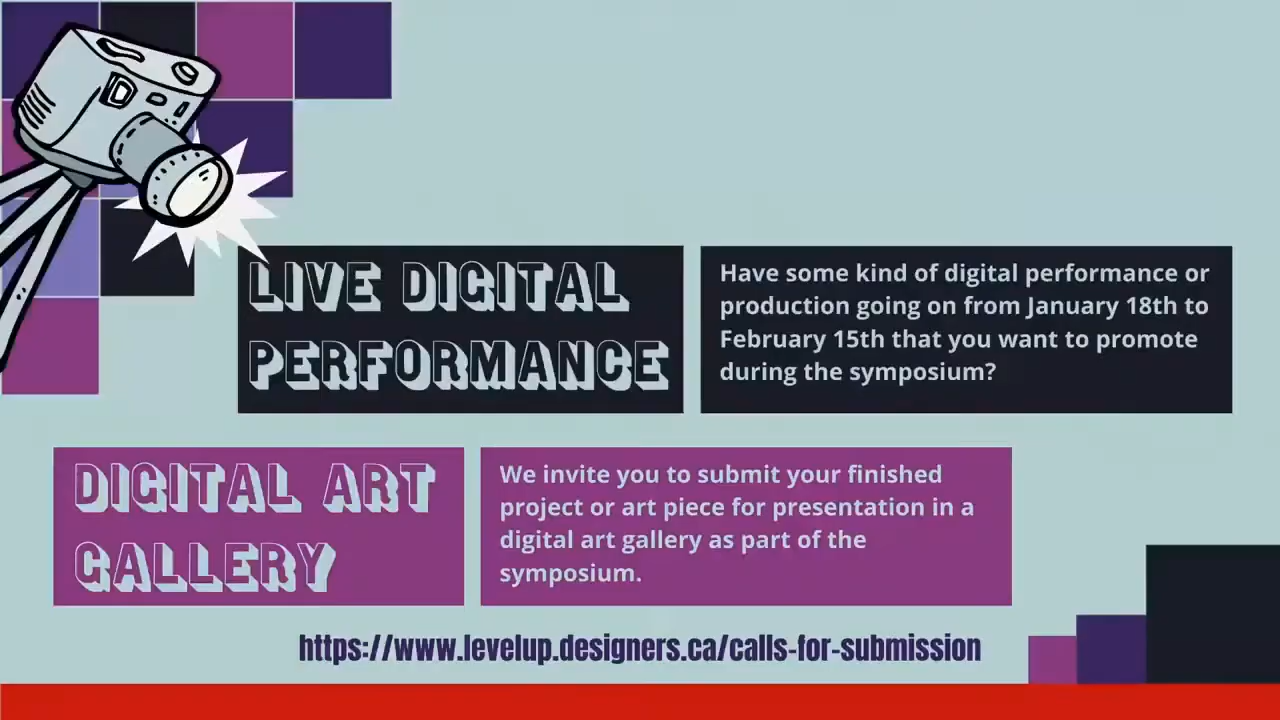 LIVE DIGITAL
PERFORMANCE
Have some kind of digital performance or
production going on from January 18th to
February 15th that you want to promote
during the symposium?
DIGITAL ART
GALLERY
We invite you to submit your finished
project or art piece for presentation in a
digital art gallery as part of the
symposium.
https://www.levelup.designers.ca/calls-for-submission